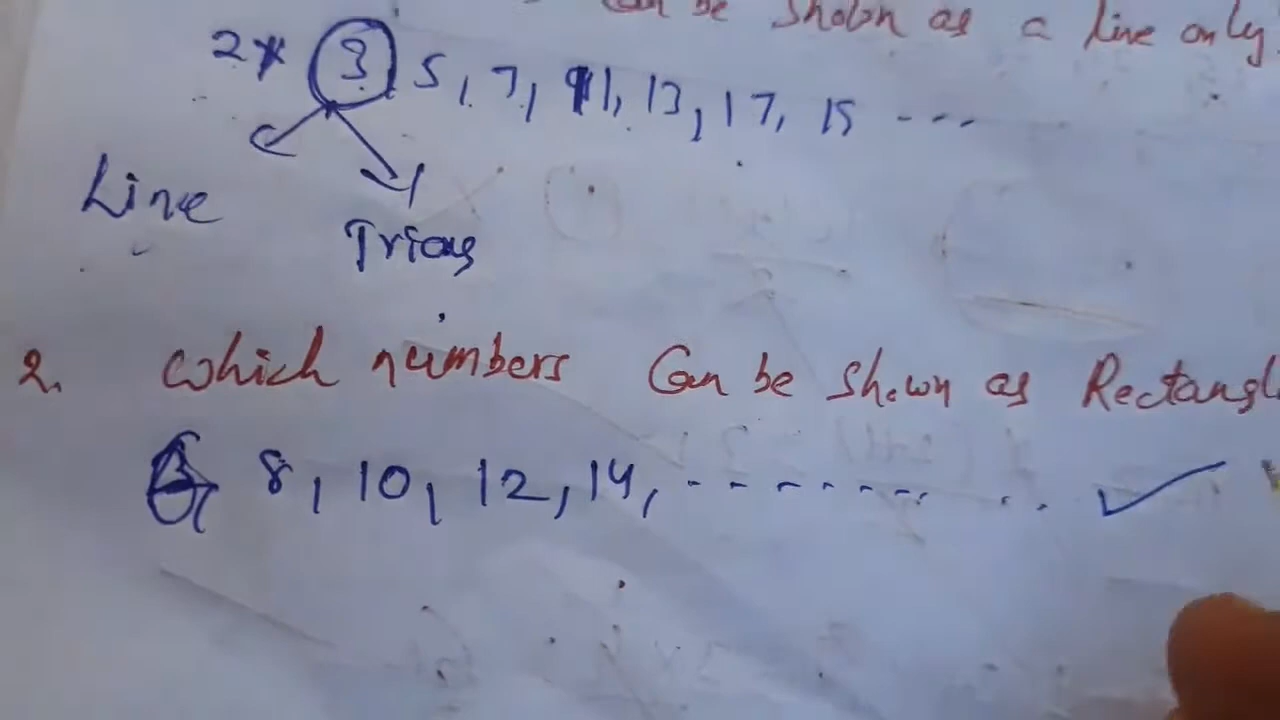 can be shown as a line only
2, 3 5, 7, 11, 13, 17, 15 ---
Line
Triang
2. Which numbers Can be shown as Rectangl
8, 10, 12, 14, - - - - - - - . .